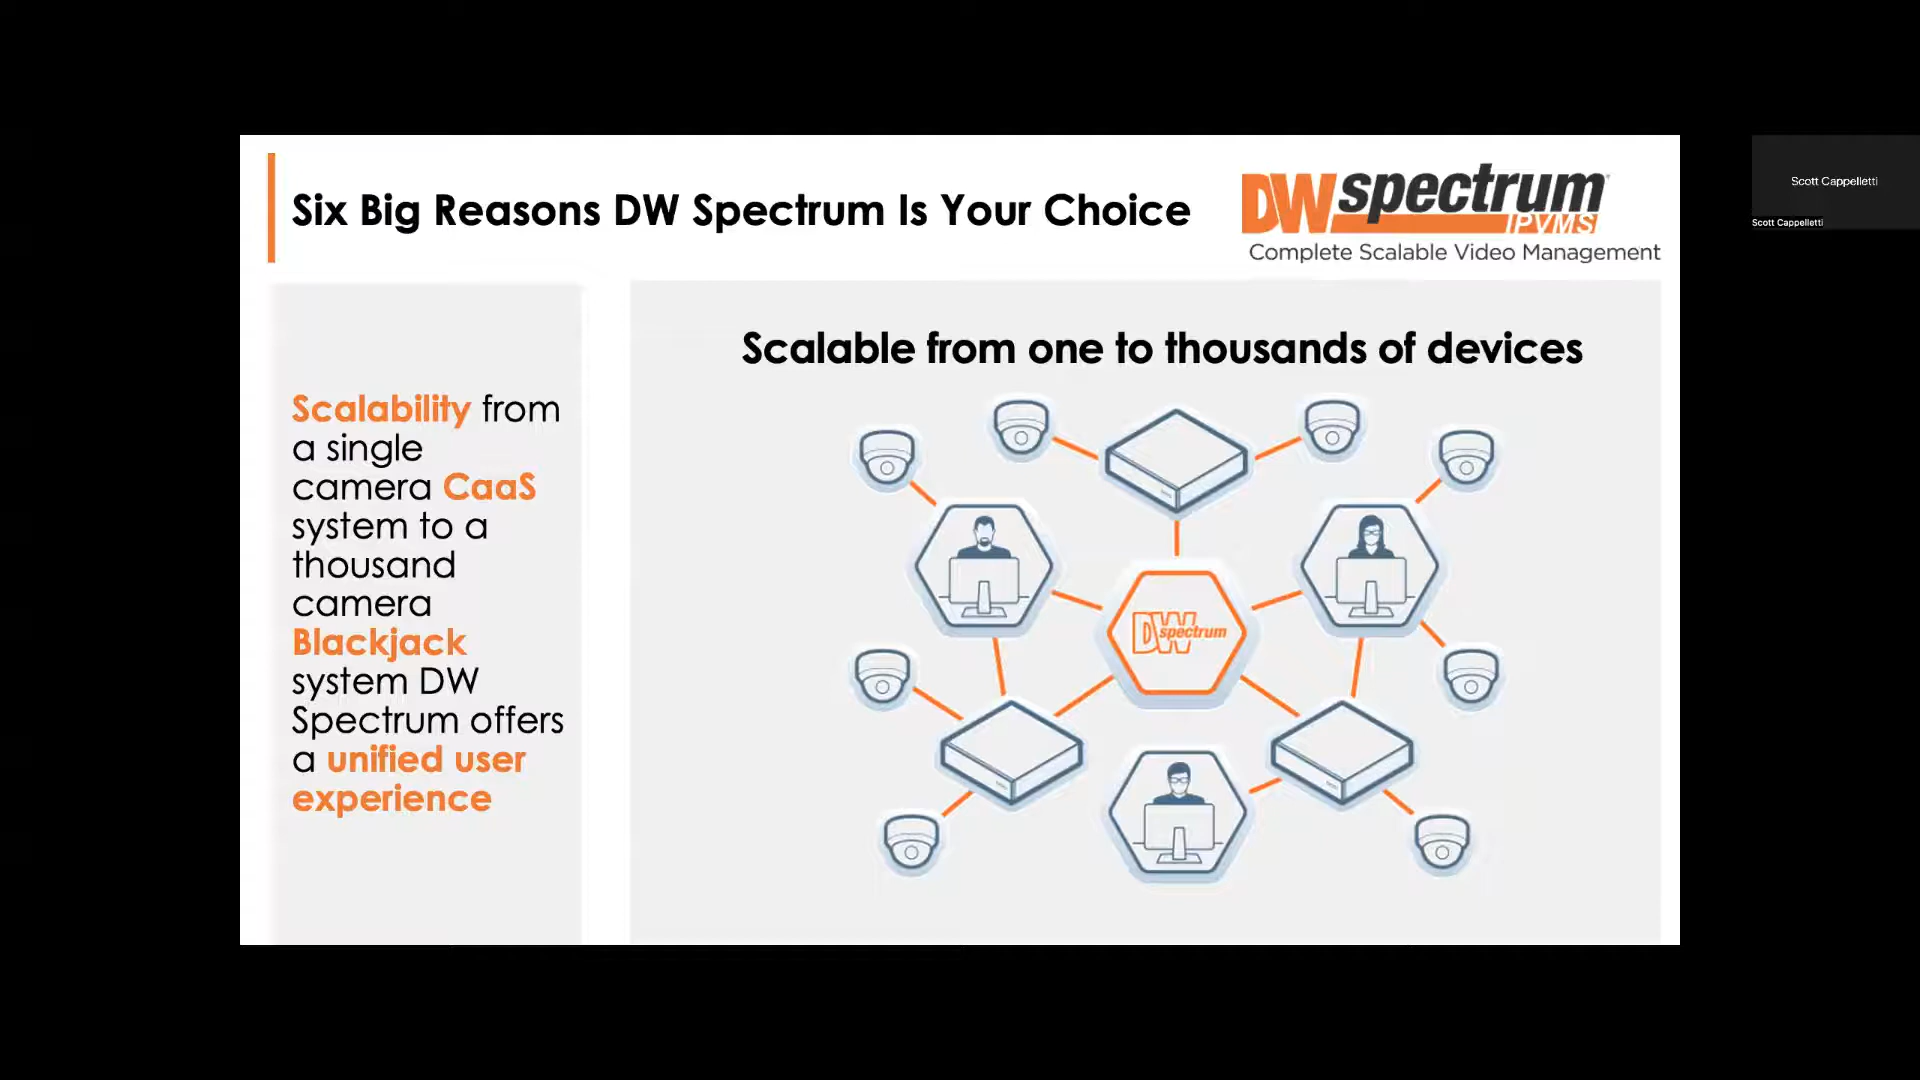 Six Big Reasons DW Spectrum Is Your Choice
DW spectrum
IPVMS
Complete Scalable Video Management
Scott Cappelletti
Scott Cappelletti
Scalability from
a single
camera CaaS
system to a
thousand
camera
Blackjack
system DW
Spectrum offers
a unified user
experience
Scalable from one to thousands of devices
DW spectrum